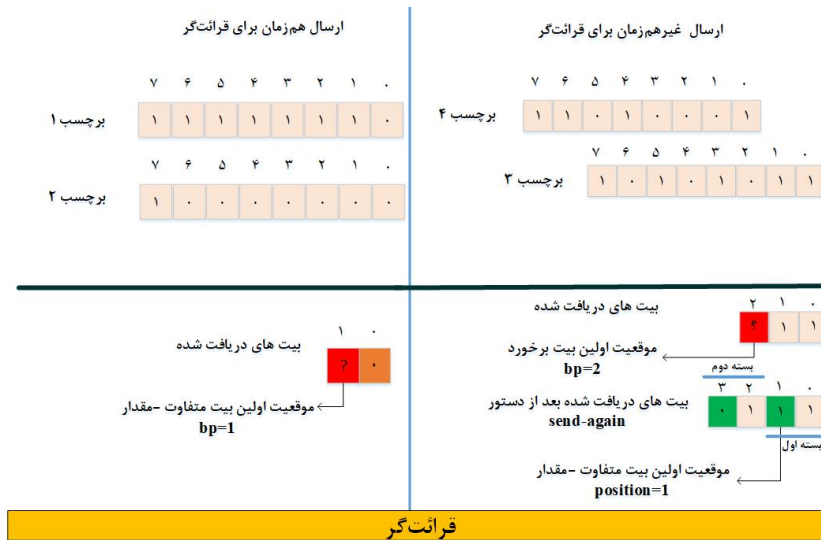 ارسال غیرهم‌زمان برای قرائت‌گر
۷ ۶ ۵ ۴ ۳ ۲ ۱ ۰
برچسب ۴
۱ ۱ ۰ ۱ ۰ ۰ ۰ ۱
۷ ۶ ۵ ۴ ۳ ۲ ۱ ۰
برچسب ۳
۱ ۰ ۱ ۰ ۱ ۰ ۱ ۱
ارسال هم‌زمان برای قرائت‌گر
۷ ۶ ۵ ۴ ۳ ۲ ۱ ۰
برچسب ۱
۱ ۱ ۱ ۱ ۱ ۱ ۱ ۰
۷ ۶ ۵ ۴ ۳ ۲ ۱ ۰
برچسب ۲
۱ ۰ ۰ ۰ ۰ ۰ ۰ ۰
بیت های دریافت شده
۲ ۱ ۰
؟ ۱ ۱
موقعیت اولین بیت برخورد
bp=2
بسته دوم
۳ ۲ ۱ ۰
بیت های دریافت شده بعد از دستور
send-again
۰ ۱ ۱ ۱
بسته اول
موقعیت اولین بیت متفاوت -مقدار
position=1
۱ ۰
بیت های دریافت شده
? ۰
موقعیت اولین بیت متفاوت -مقدار
bp=1
قرائت‌گر